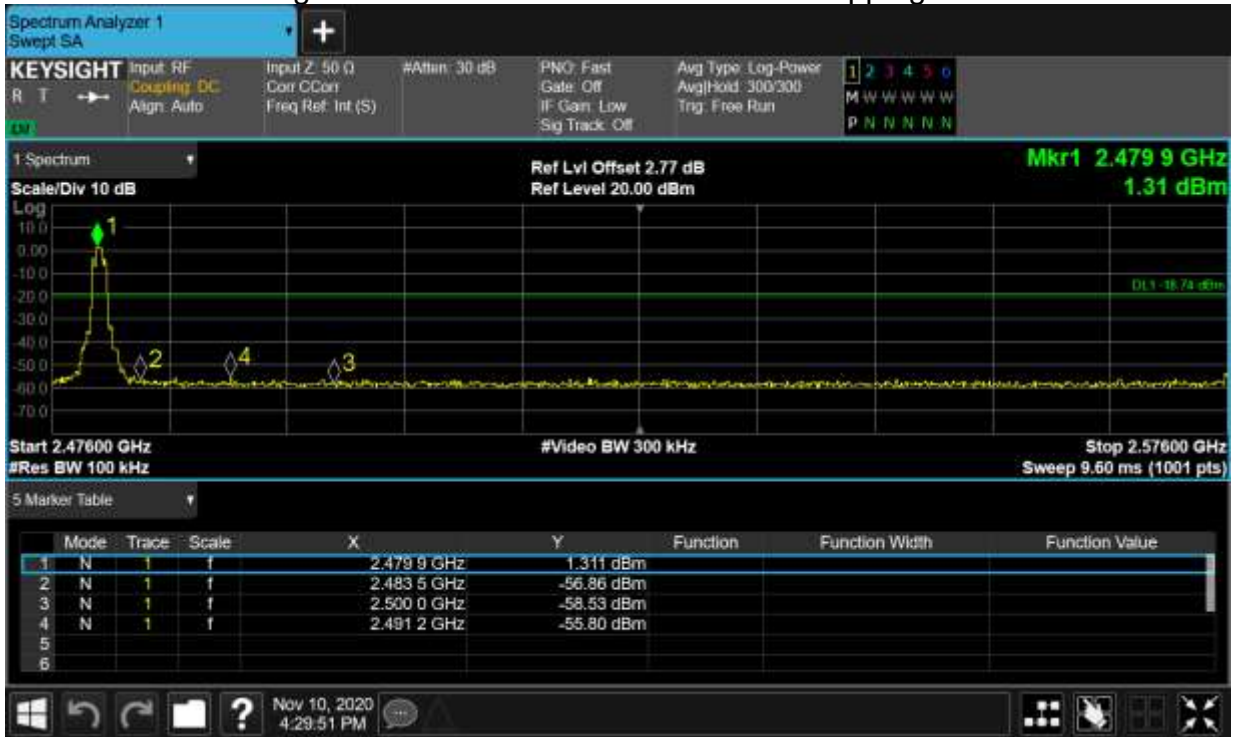 Spectrum Analyzer 1
Swept SA
+
KEYSIGHT Input: RF Input Z: 50 Ω #Atten: 30 dB PNO: Fast Avg Type: Log-Power 1 2 3 4 5 6
R T Coupling: DC Corr CCorr Gate: Off Avg|Hold: 300/300 M W W W W W
Align: Auto Freq Ref: Int (S) IF Gain: Low Trig: Free Run
Sig Track: Off P N N N N N
1 Spectrum Ref Lvl Offset 2.77 dB Mkr1 2.479 9 GHz
Scale/Div 10 dB Ref Level 20.00 dBm 1.31 dBm
Log
10.0 1
0.00
-10.0
DL1 -18.74 dBm
-20.0
-30.0
-40.0
-50.0 2 4 3
-60.0
-70.0
Start 2.47600 GHz #Video BW 300 kHz Stop 2.57600 GHz
#Res BW 100 kHz Sweep 9.60 ms (1001 pts)
5 Marker Table
Mode Trace Scale X Y Function Function Width Function Value
1 N 1 f 2.479 9 GHz 1.311 dBm
2 N 1 f 2.483 5 GHz -56.86 dBm
3 N 1 f 2.500 0 GHz -58.53 dBm
4 N 1 f 2.491 2 GHz -55.80 dBm
5
6
? Nov 10, 2020
4:29:51 PM